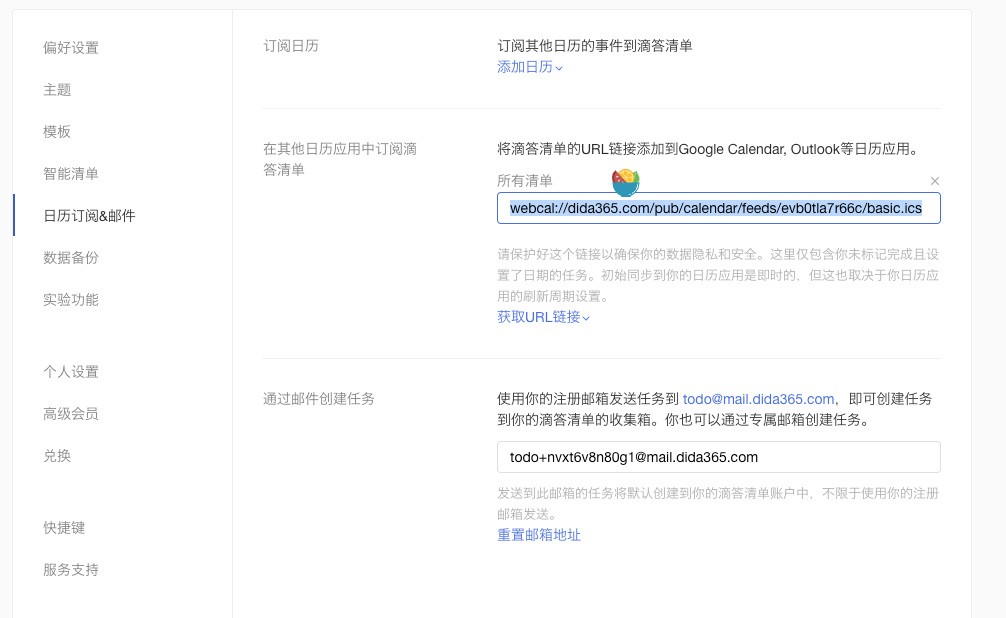 偏好设置
主题
模板
智能清单
日历订阅&邮件
数据备份
实验功能
个人设置
高级会员
兑换
快捷键
服务支持
订阅日历
订阅其他日历的事件到滴答清单
添加日历
在其他日历应用中订阅滴
答清单
将滴答清单的URL链接添加到Google Calendar, Outlook等日历应用。
所有清单
webcal://dida365.com/pub/calendar/feeds/evb0tla7r66c/basic.ics
请保护好这个链接以确保你的数据隐私和安全。这里仅包含你未标记完成且设
置了日期的任务。初始同步到你的日历应用是即时的，但这也取决于你日历应
用的刷新周期设置。
获取URL链接
通过邮件创建任务
使用你的注册邮箱发送任务到 todo@mail.dida365.com，即可创建任务
到你的滴答清单的收集箱。你也可以通过专属邮箱创建任务。
todo+nvxt6v8n80g1@mail.dida365.com
发送到此邮箱的任务将默认创建到你的滴答清单账户中，不限于使用你的注册
邮箱发送。
重置邮箱地址